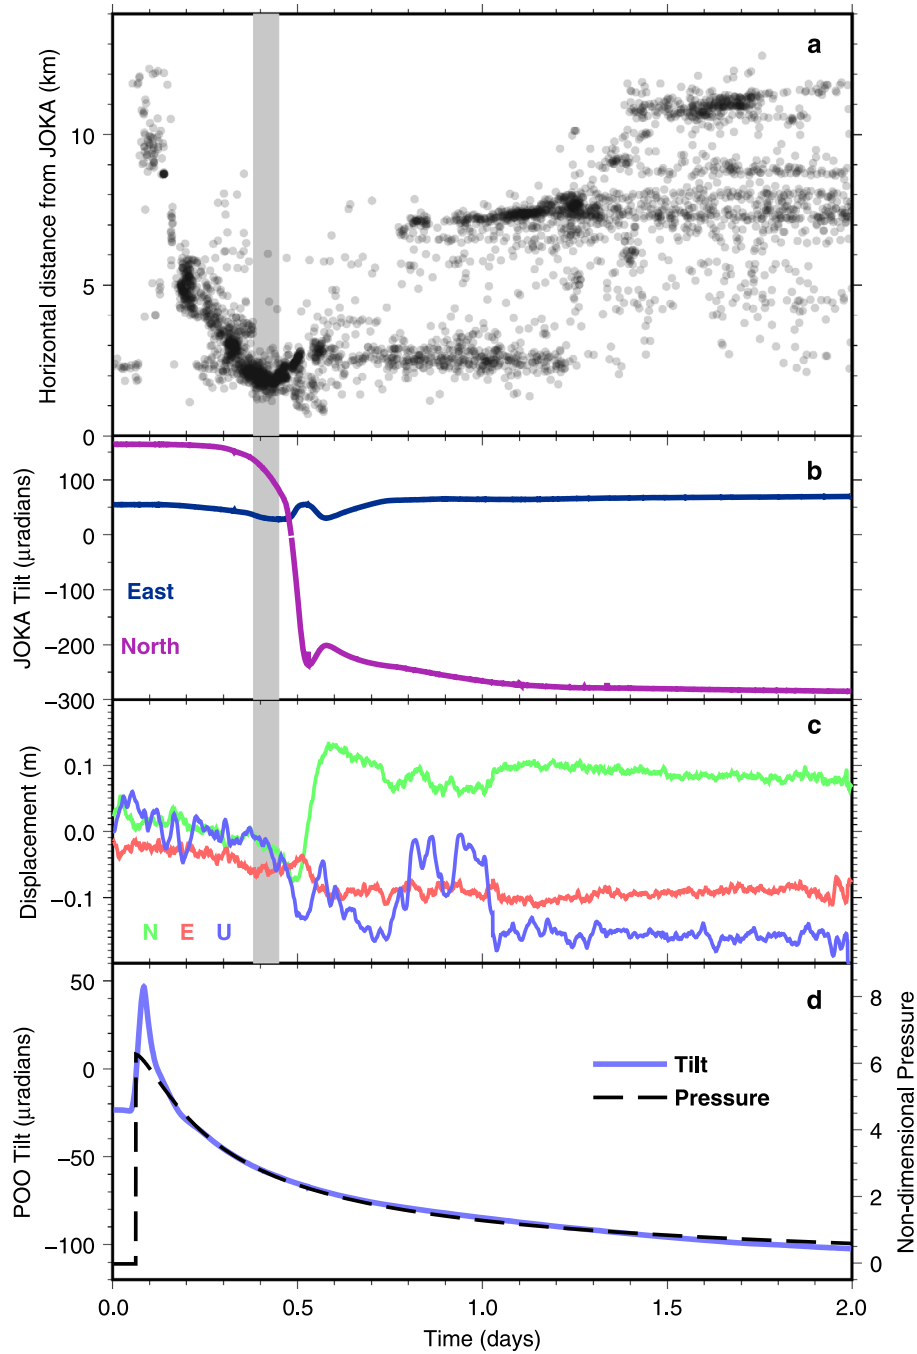 a
Horizontal distance from JOKA (km)
10
5
0
b
JOKA Tilt (μradians)
100
0
−100
−200
−300
East
North
c
Displacement (m)
0.1
0.0
−0.1
N E U
d
POO Tilt (μradians)
50
0
−50
−100
Tilt
Pressure
8
6
4
2
0
Non-dimensional Pressure
0.0 0.5 1.0 1.5 2.0
Time (days)